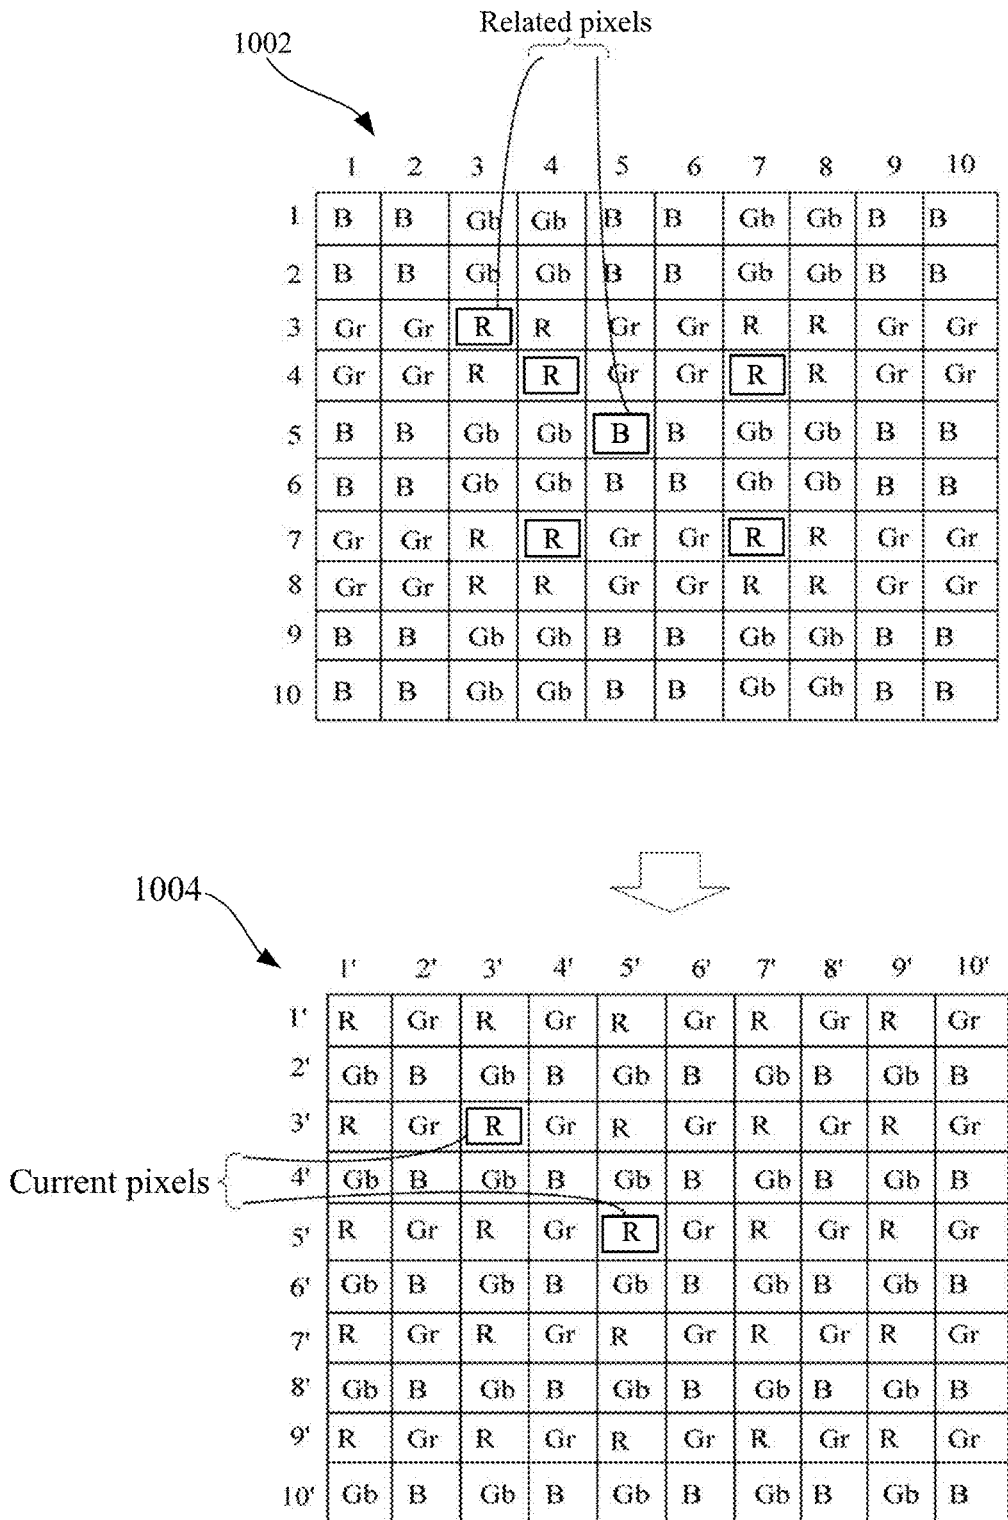 Related pixels
1002
1 2 3 4 5 6 7 8 9 10
1 B B Gb Gb B B Gb Gb B B
2 B B Gb Gb B B Gb Gb B B
3 Gr Gr R R Gr Gr R R Gr Gr
4 Gr Gr R R Gr Gr R R Gr Gr
5 B B Gb Gb B B Gb Gb B B
6 B B Gb Gb B B Gb Gb B B
7 Gr Gr R R Gr Gr R R Gr Gr
8 Gr Gr R R Gr Gr R R Gr Gr
9 B B Gb Gb B B Gb Gb B B
10 B B Gb Gb B B Gb Gb B B
1004
1' 2' 3' 4' 5' 6' 7' 8' 9' 10'
1' R Gr R Gr R Gr R Gr R Gr
2' Gb B Gb B Gb B Gb B Gb B
3' R Gr R Gr R Gr R Gr R Gr
Current pixels
4' Gb B Gb B Gb B Gb B Gb B
5' R Gr R Gr R Gr R Gr R Gr
6' Gb B Gb B Gb B Gb B Gb B
7' R Gr R Gr R Gr R Gr R Gr
8' Gb B Gb B Gb B Gb B Gb B
9' R Gr R Gr R Gr R Gr R Gr
10' Gb B Gb B Gb B Gb B Gb B